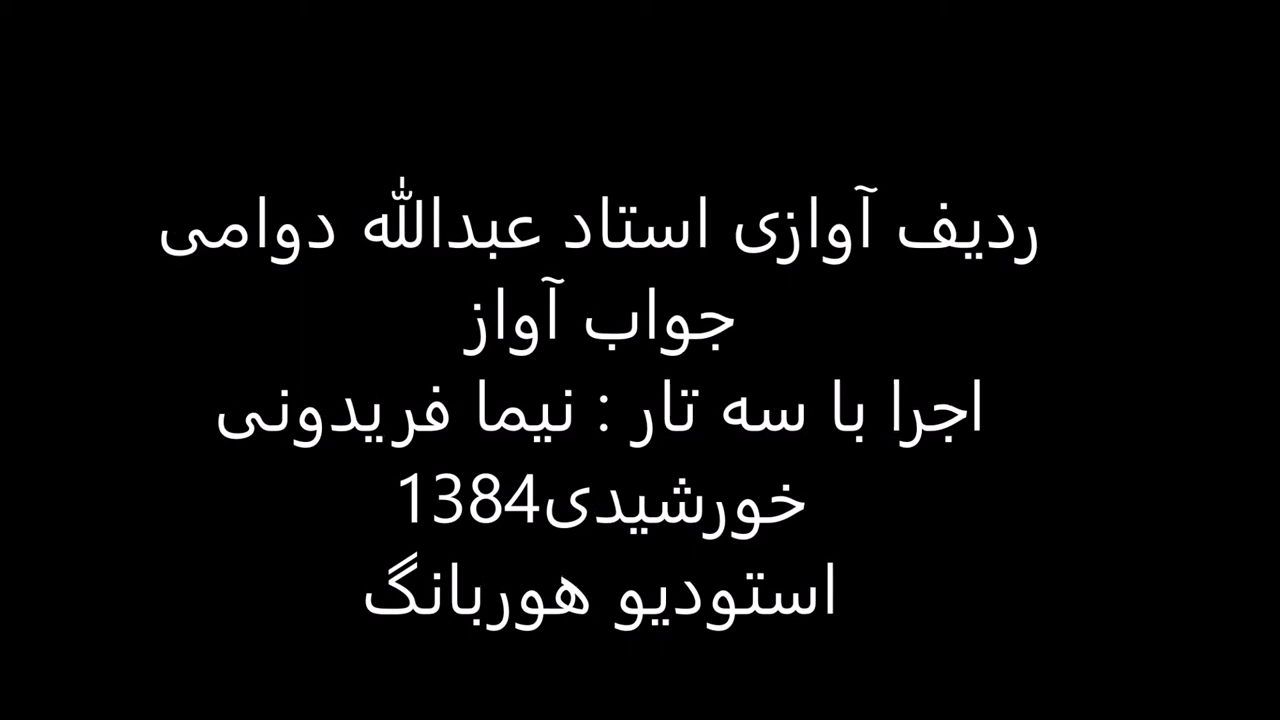 ردیف آوازی استاد عبدالله دوامی
جواب آواز
اجرا با سه تار : نیما فریدونی
خورشیدی1384
استودیو هوربانگ